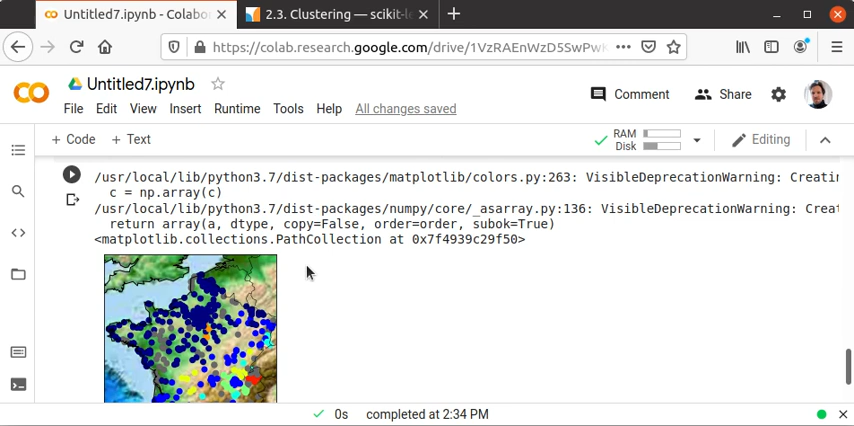 Untitled7.ipynb - Colabo
2.3. Clustering — scikit-le
https://colab.research.google.com/drive/1VzRAEnWzD5SwPwK
Untitled7.ipynb
File Edit View Insert Runtime Tools Help All changes saved
Comment
Share
+ Code + Text
RAM
Disk
Editing
/usr/local/lib/python3.7/dist-packages/matplotlib/colors.py:263: VisibleDeprecationWarning: Creatin
c = np.array(c)
/usr/local/lib/python3.7/dist-packages/numpy/core/_asarray.py:136: VisibleDeprecationWarning: Creat
return array(a, dtype, copy=False, order=order, subok=True)
<matplotlib.collections.PathCollection at 0x7f4939c29f50>
0s completed at 2:34 PM